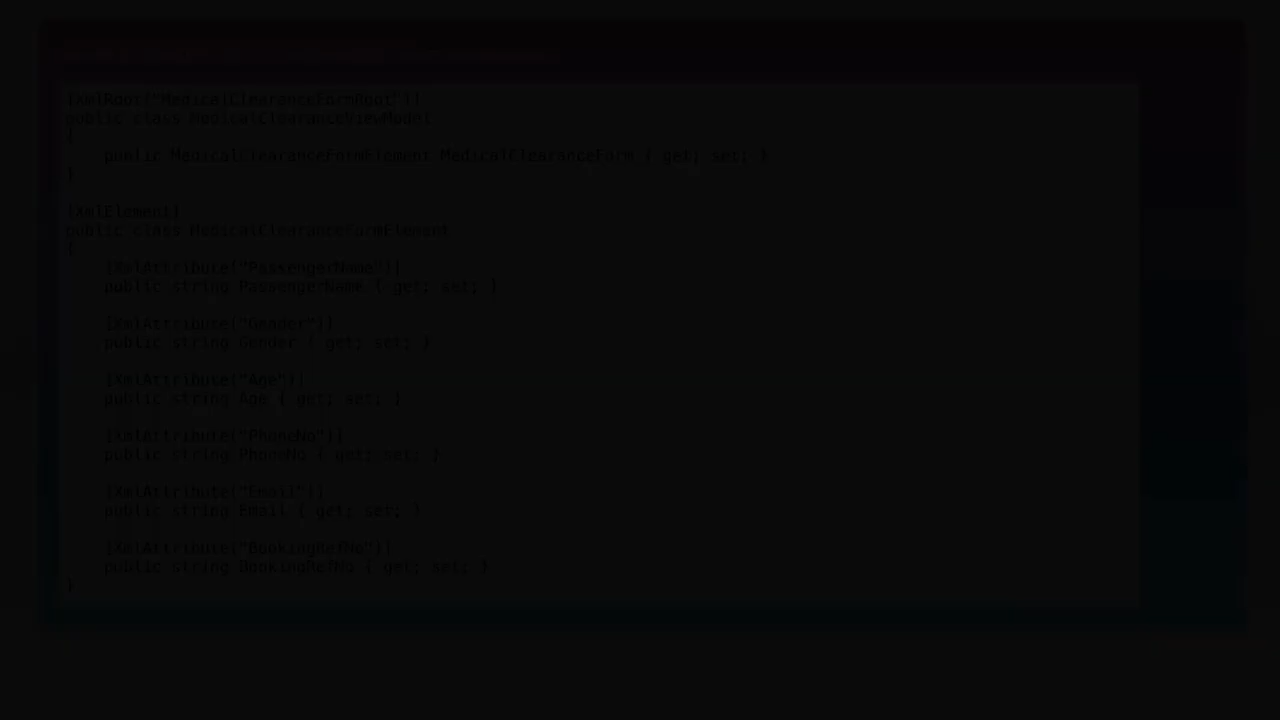 [XmlRoot("MedicalClearenceFormRoot")]
public class MedicalClearanceViewModel
{
    public MedicalClearanceFormElement MedicalClearanceForm { get; set; }
}
[XmlElement]
public class MedicalClearanceFormElement
{
    [XmlAttribute("PassengerName")]
    public string PassengerName { get; set; }
    [XmlAttribute("Gender")]
    public string Gender { get; set; }
    [XmlAttribute("Age")]
    public string Age { get; set; }
    [XmlAttribute("PhoneNo")]
    public string PhoneNo { get; set; }
    [XmlAttribute("Email")]
    public string Email { get; set; }
    [XmlAttribute("BookingRefNo")]
    public string BookingRefNo { get; set; }
}